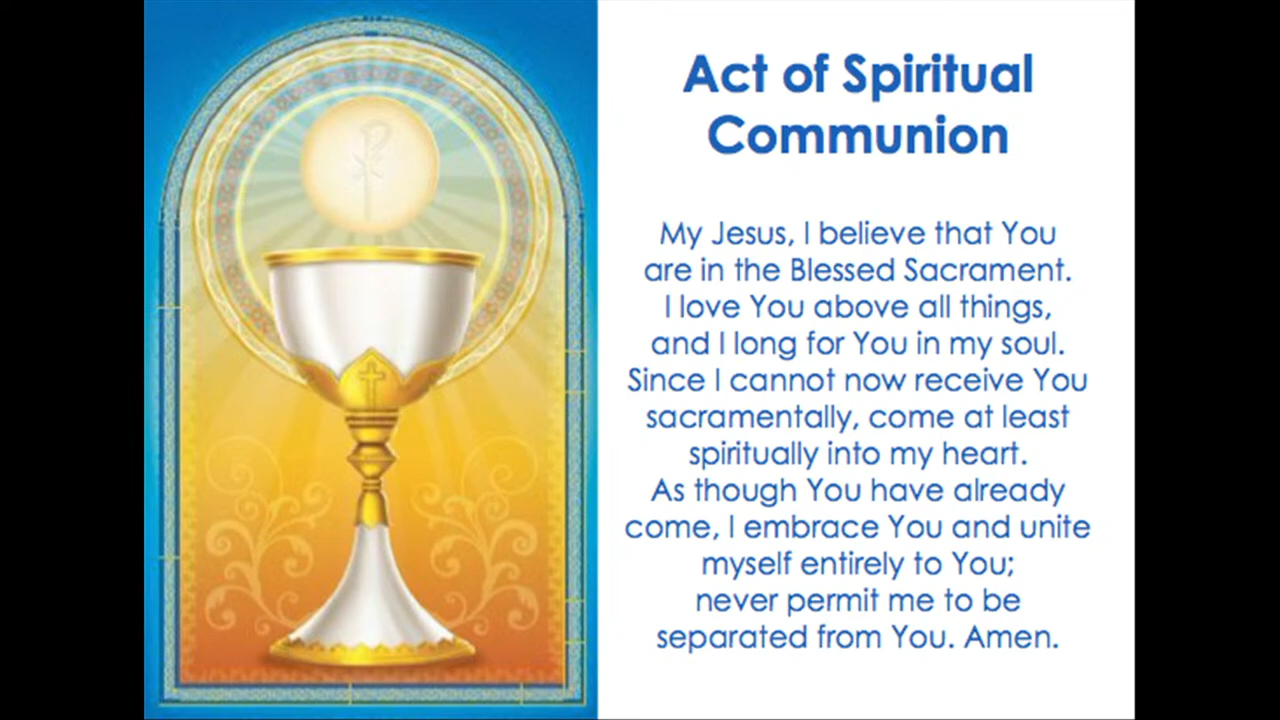 Act of Spiritual
Communion
My Jesus, I believe that You
are in the Blessed Sacrament.
I love You above all things,
and I long for You in my soul.
Since I cannot now receive You
sacramentally, come at least
spiritually into my heart.
As though You have already
come, I embrace You and unite
myself entirely to You;
never permit me to be
separated from You. Amen.